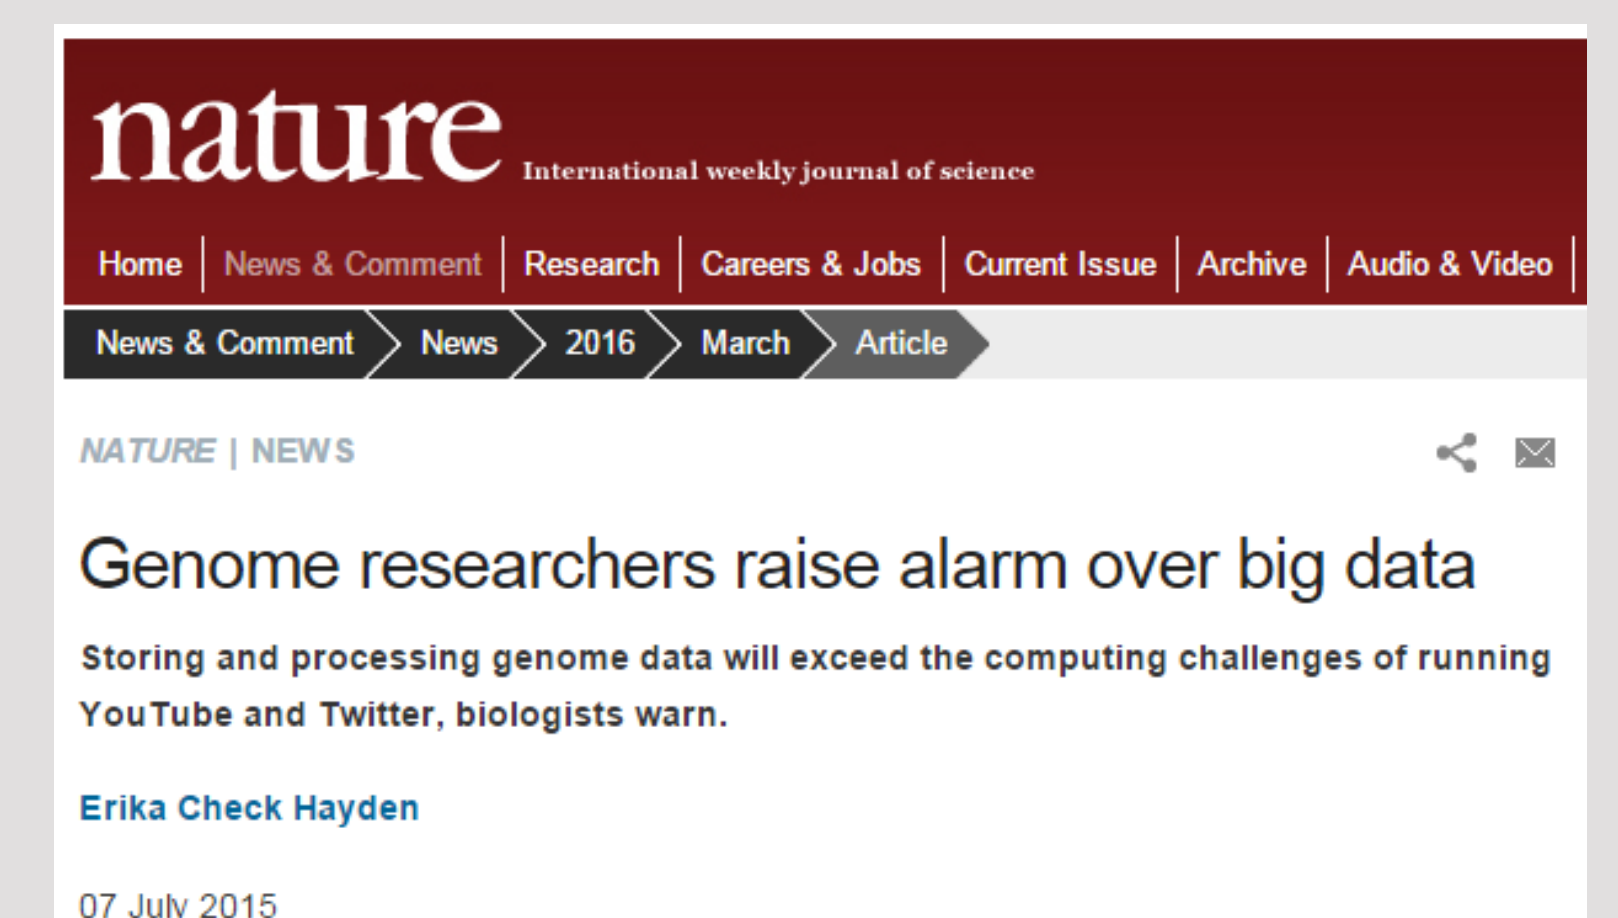 nature International weekly journal of science
Home News & Comment Research Careers & Jobs Current Issue Archive Audio & Video
News & Comment News 2016 March Article
NATURE | NEWS
Genome researchers raise alarm over big data
Storing and processing genome data will exceed the computing challenges of running
YouTube and Twitter, biologists warn.
Erika Check Hayden
07 July 2015